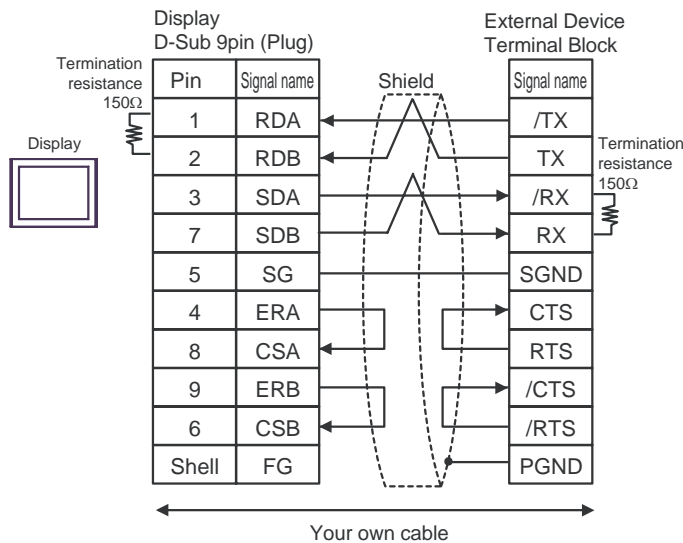 Display
D-Sub 9pin (Plug)
External Device
Terminal Block
Termination
resistance
150Ω
Display
Shield
Termination
resistance
150Ω
Pin Signal name Signal name
1 RDA /TX
2 RDB TX
3 SDA /RX
7 SDB RX
5 SG SGND
4 ERA CTS
8 CSA RTS
9 ERB /CTS
6 CSB /RTS
Shell FG PGND
Your own cable